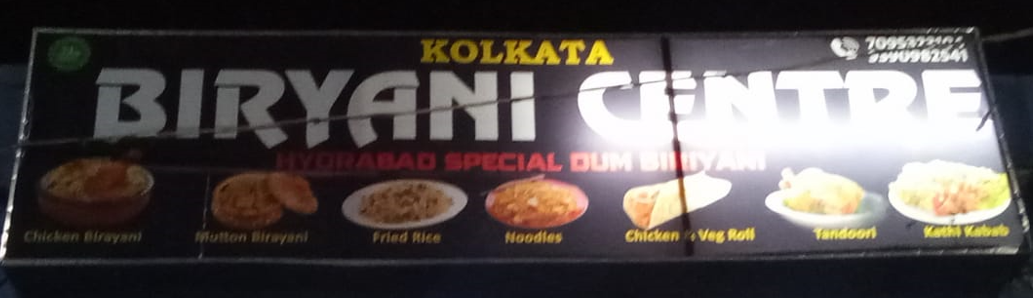 KOLKATA
BIRYANI CENTRE
HYDRABAD SPECIAL DUM BIRIYANI
Chicken Birayani
Mutton Birayani
Fried Rice
Noodles
Chicken & Veg Roll
Tandoori
Kathi Kabab